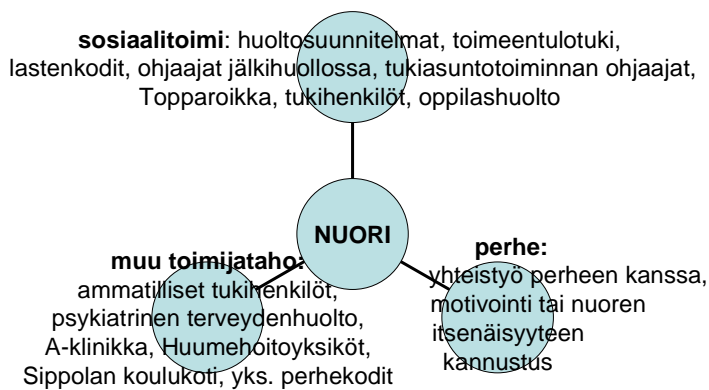 sosiaalitoimi: huoltosuunnitelmat, toimeentulotuki,
lastenkodit, ohjaajat jälkihuollossa, tukiasuntotoiminnan ohjaajat,
Topparoikka, tukihenkilöt, oppilashuolto
NUORI
muu toimijataho:
ammatilliset tukihenkilöt,
psykiatrinen terveydenhuolto,
A-klinikka, Huumehoitoyksiköt,
Sippolan koulukoti, yks. perhekodit
perhe:
yhteistyö perheen kanssa,
motivointi tai nuoren
itsenäisyyteen
kannustus